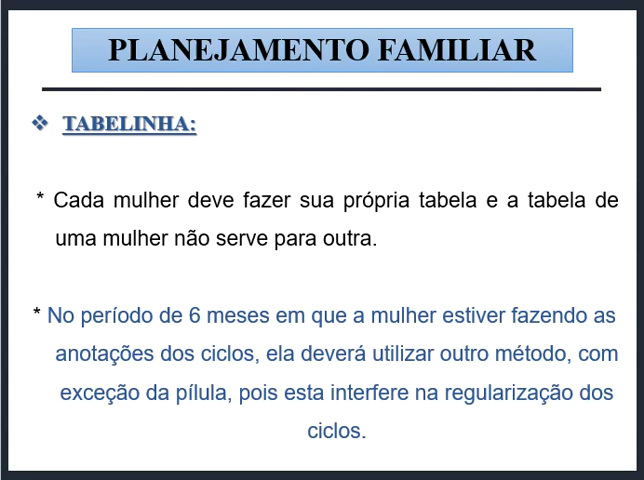 PLANEJAMENTO FAMILIAR
❖ TABELINHA:
* Cada mulher deve fazer sua própria tabela e a tabela de
uma mulher não serve para outra.
* No período de 6 meses em que a mulher estiver fazendo as
anotações dos ciclos, ela deverá utilizar outro método, com
exceção da pílula, pois esta interfere na regularização dos
ciclos.